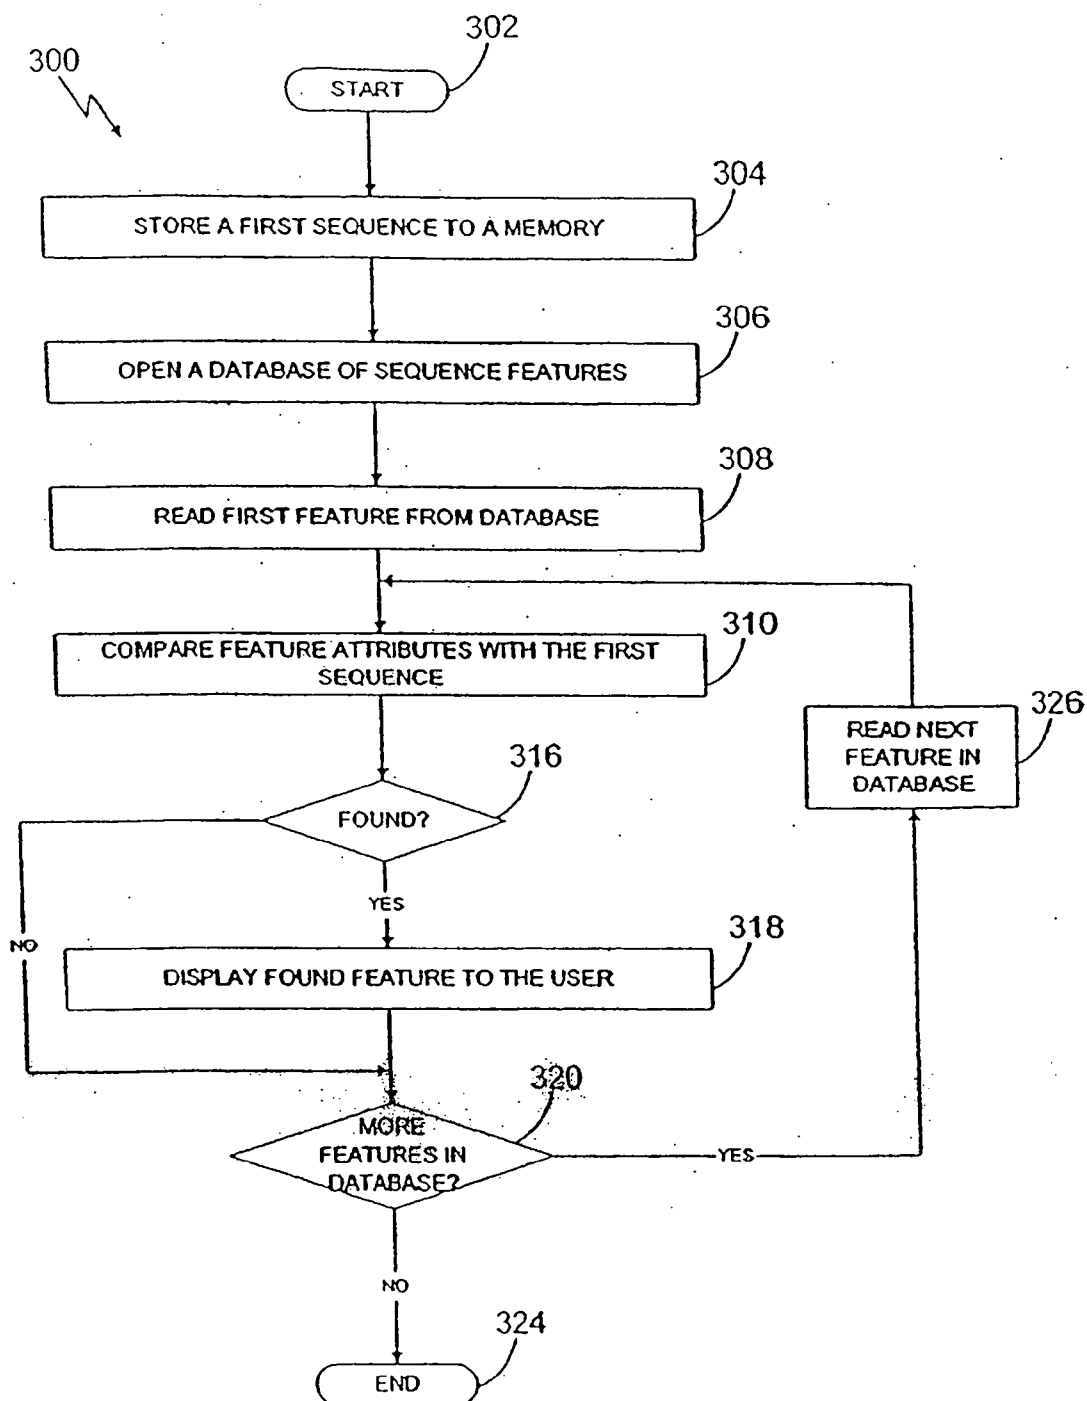 302
300
START
304
STORE A FIRST SEQUENCE TO A MEMORY
306
OPEN A DATABASE OF SEQUENCE FEATURES
308
READ FIRST FEATURE FROM DATABASE
310
COMPARE FEATURE ATTRIBUTES WITH THE FIRST
SEQUENCE
326
READ NEXT
FEATURE IN
DATABASE
316
FOUND?
YES
NO
318
DISPLAY FOUND FEATURE TO THE USER
320
MORE
FEATURES IN
DATABASE?
YES
NO
324
END